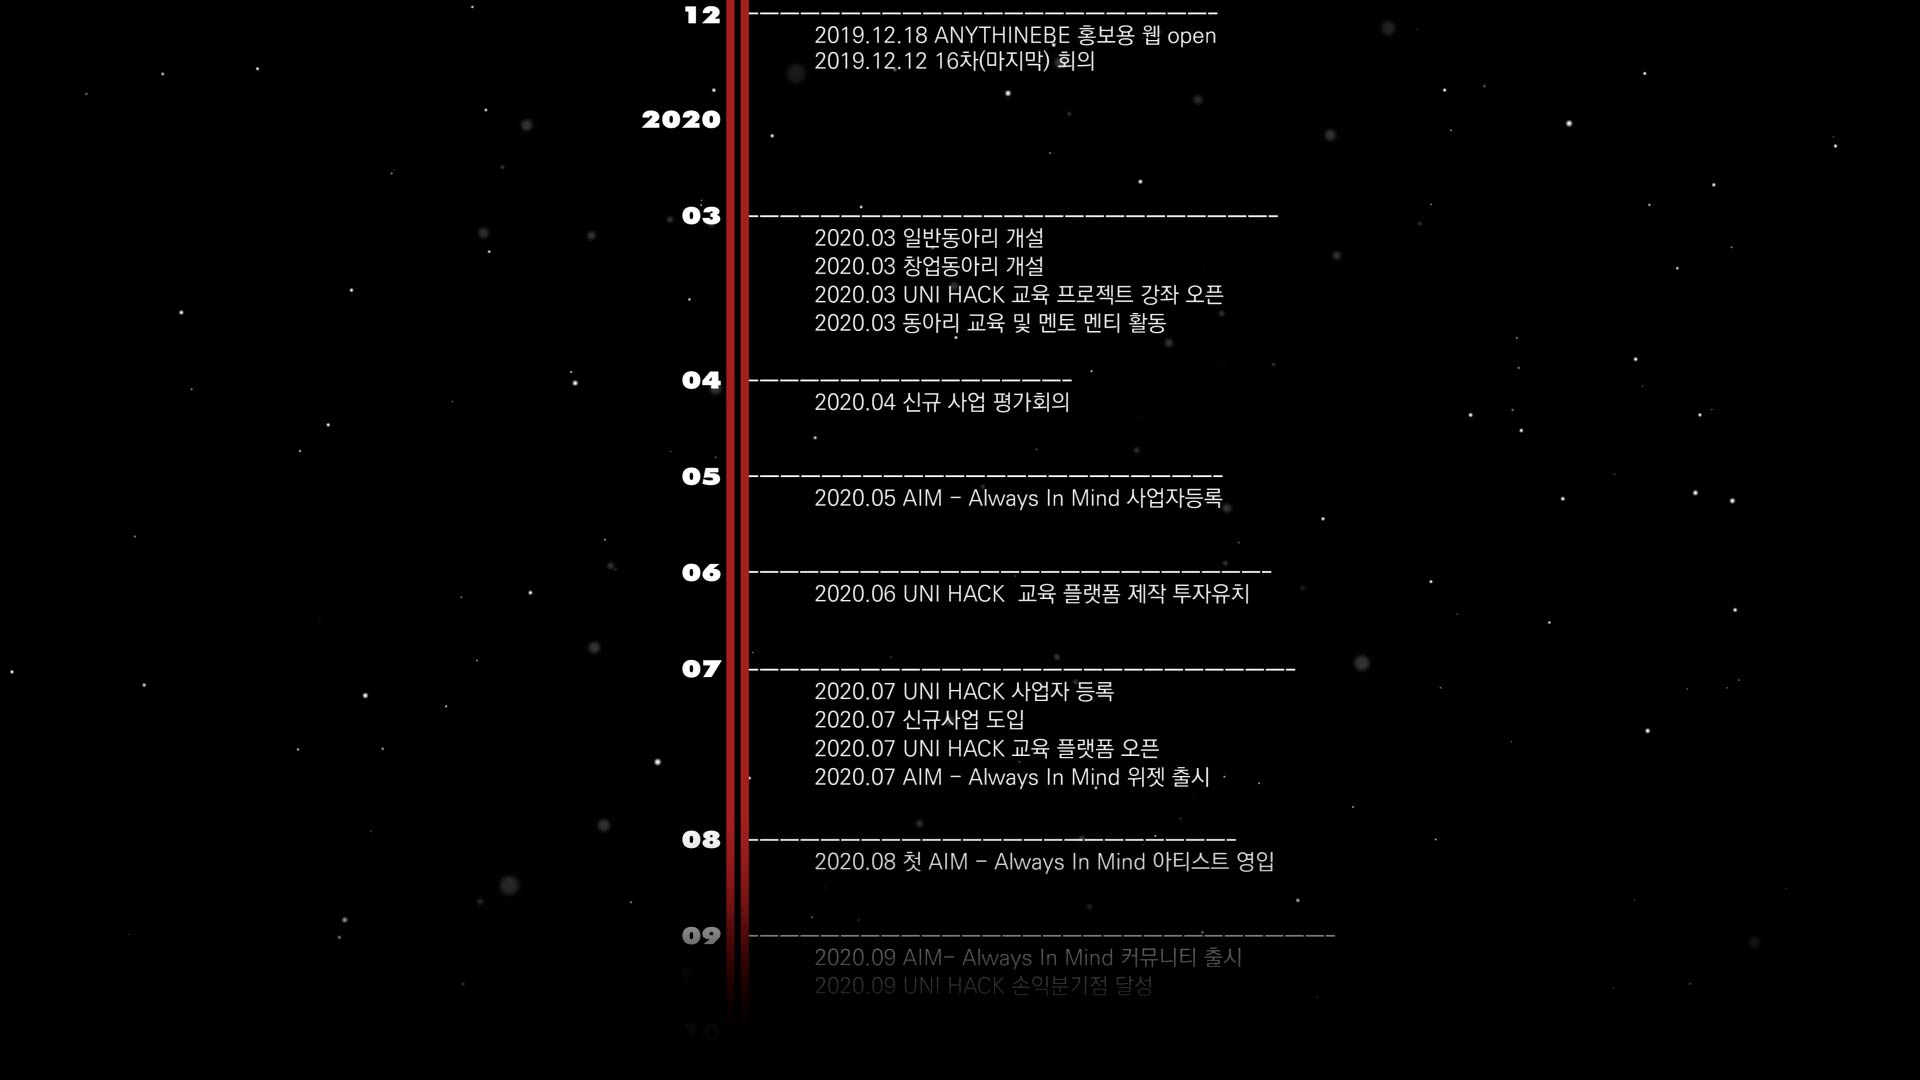 12
2019.12.18 ANYTHINEBE 홍보용 웹 open
2019.12.12 16차(마지막) 회의
2020
03
2020.03 일반동아리 개설
2020.03 창업동아리 개설
2020.03 UNI HACK 교육 프로젝트 강좌 오픈
2020.03 동아리 교육 및 멘토 멘티 활동
04
2020.04 신규 사업 평가회의
05
2020.05 AIM - Always In Mind 사업자등록
06
2020.06 UNI HACK  교육 플랫폼 제작 투자유치
07
2020.07 UNI HACK 사업자 등록
2020.07 신규사업 도입
2020.07 UNI HACK 교육 플랫폼 오픈
2020.07 AIM - Always In Mind 위젯 출시
08
2020.08 첫 AIM - Always In Mind 아티스트 영입
09
2020.09 AIM- Always In Mind 커뮤니티 출시
2020.09 UNI HACK 손익분기점 달성
10